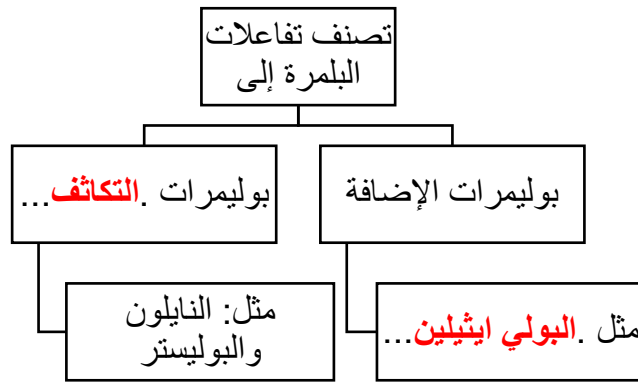 تصنف تفاعلات
البلمرة إلى
بوليمرات الإضافة
بوليمرات .التكاثف...
مثل .البولي ايثيلين...
مثل: النايلون
والبوليستر